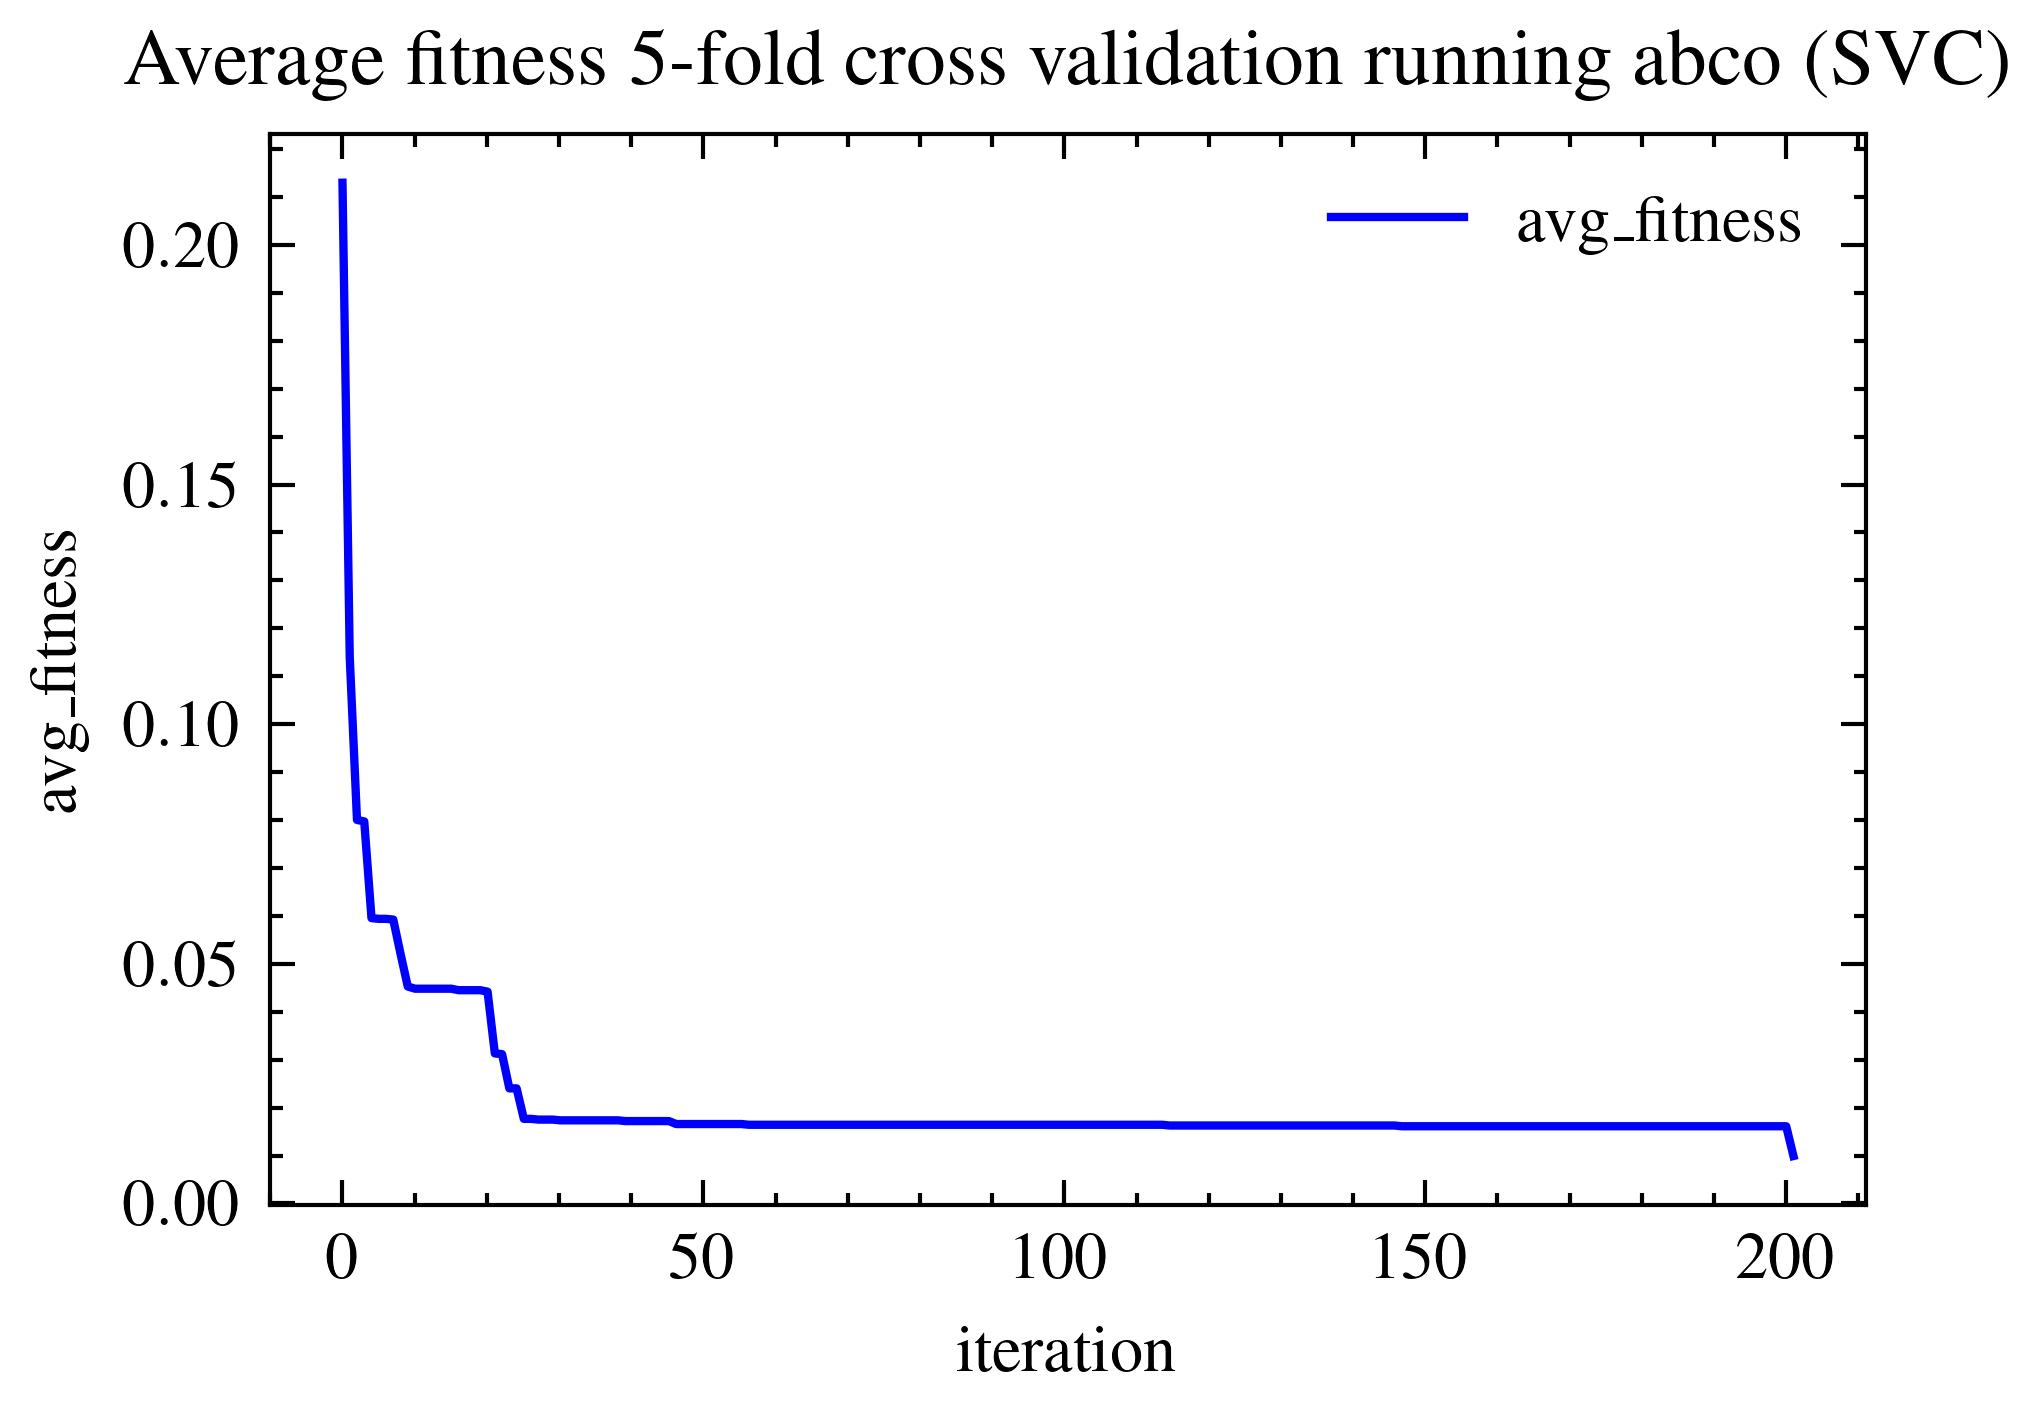 Average fitness 5-fold cross validation running abco (SVC)
avg_fitness
0.20
0.15
0.10
0.05
0.00
avg_fitness
0 50 100 150 200
iteration